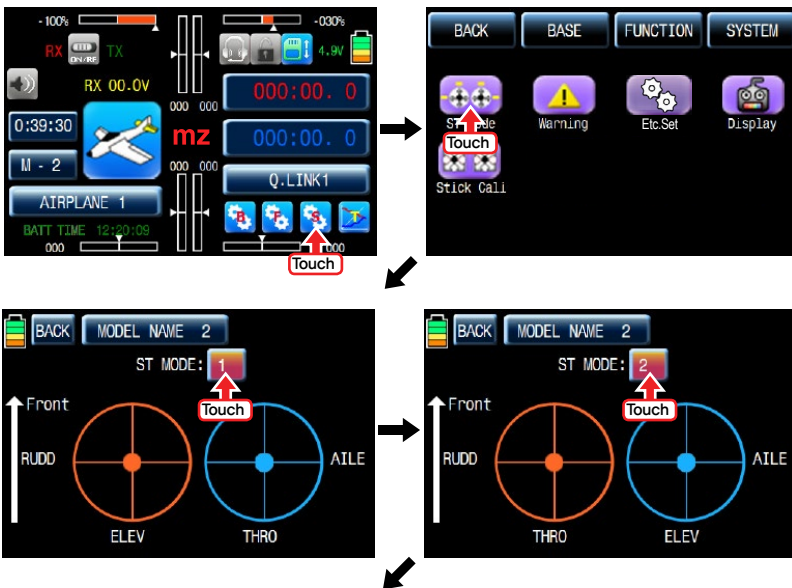 -100%
-030%
RX ON/RF TX
4.9V
RX 00.0V
000 000
000:00. 0
0:39:30
mz
000:00. 0
M - 2
000 000
Q.LINK1
AIRPLANE 1
B F S T
BATT TIME 12:20:09
000
000
Touch
BACK BASE FUNCTION SYSTEM
ST Mode Warning Etc.Set Display
Touch
Stick Cali
BACK MODEL NAME 2
ST MODE: 1
Touch
Front
RUDD AILE
ELEV THRO
BACK MODEL NAME 2
ST MODE: 2
Touch
Front
RUDD AILE
THRO ELEV